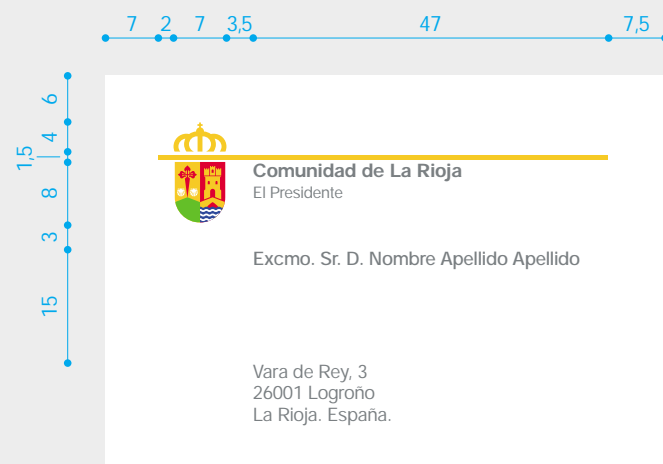 7 2 7 3,5 47 7,5
6
4
1,5
8
3
15
Comunidad de La Rioja
El Presidente
Excmo. Sr. D. Nombre Apellido Apellido
Vara de Rey, 3
26001 Logroño
La Rioja. España.